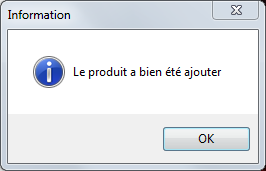 Information
Le produit a bien été ajouter
OK